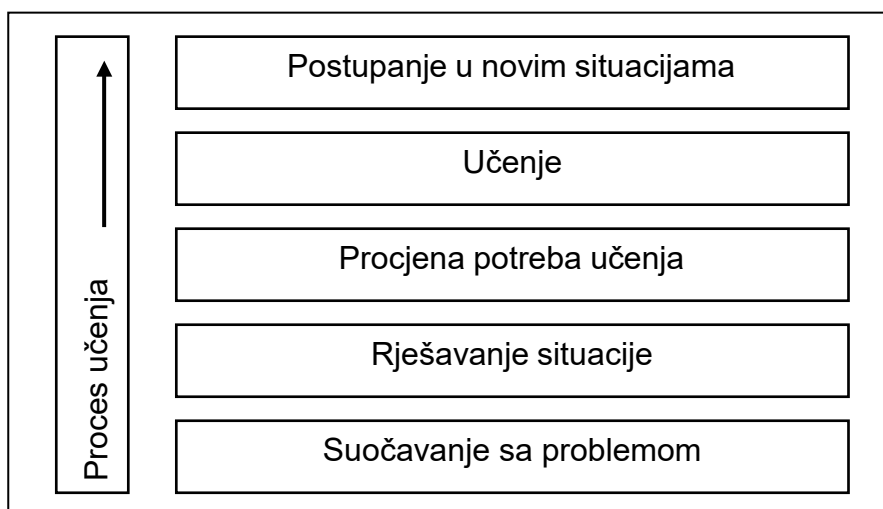 Proces učenja
Postupanje u novim situacijama
Učenje
Procjena potreba učenja
Rješavanje situacije
Suočavanje sa problemom